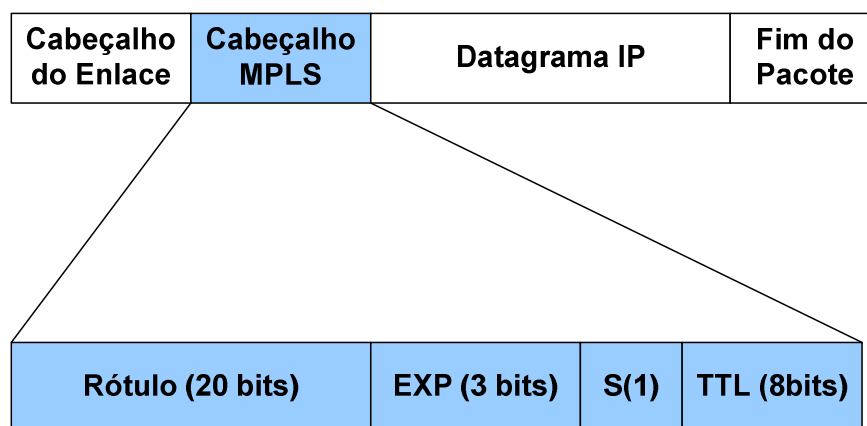 Cabeçalho
do Enlace
Cabeçalho
MPLS
Datagrama IP
Fim do
Pacote
Rótulo (20 bits)
EXP (3 bits)
S(1)
TTL (8bits)